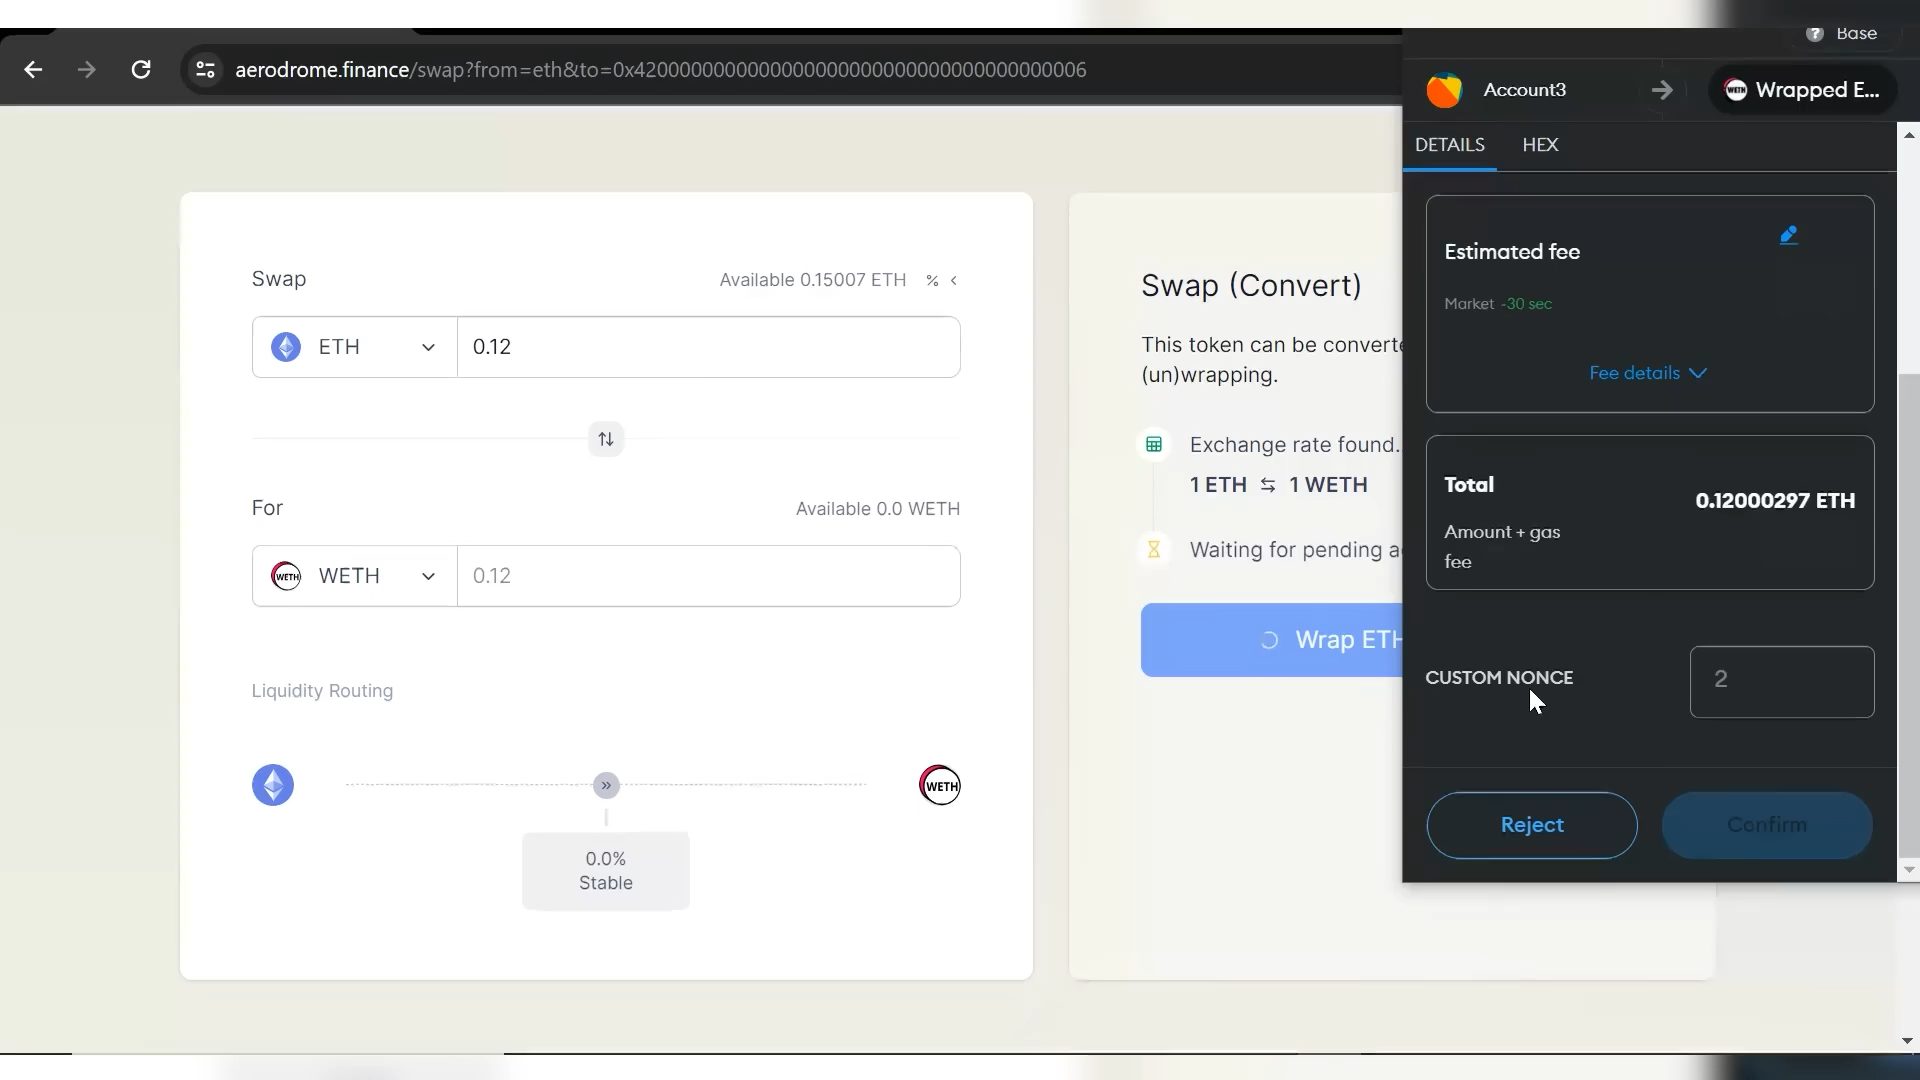 aerodrome.finance/swap?from=eth&to=0x4200000000000000000000000000000000000006
Base
Account3
Wrapped E...
DETAILS
HEX
Estimated fee
Market ~30 sec
Fee details
Total
0.12000297 ETH
Amount + gas
fee
CUSTOM NONCE
2
Reject
Confirm
Swap
Available 0.15007 ETH
%
ETH
0.12
For
Available 0.0 WETH
WETH
WETH
0.12
Liquidity Routing
WETH
0.0%
Stable
Swap (Convert)
This token can be converte
(un)wrapping.
Exchange rate found.
1 ETH ⇆ 1 WETH
Waiting for pending a
Wrap ETH